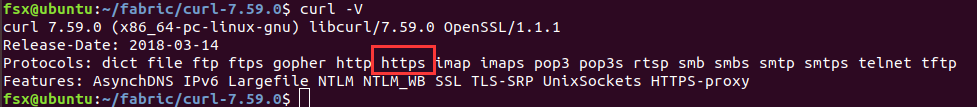 fsx@ubuntu:~/fabric/curl-7.59.0$ curl -V
curl 7.59.0 (x86_64-pc-linux-gnu) libcurl/7.59.0 OpenSSL/1.1.1
Release-Date: 2018-03-14
Protocols: dict file ftp ftps gopher http https imap imaps pop3 pop3s rtsp smb smbs smtp smtps telnet tftp
Features: AsynchDNS IPv6 Largefile NTLM NTLM_WB SSL TLS-SRP UnixSockets HTTPS-proxy
fsx@ubuntu:~/fabric/curl-7.59.0$